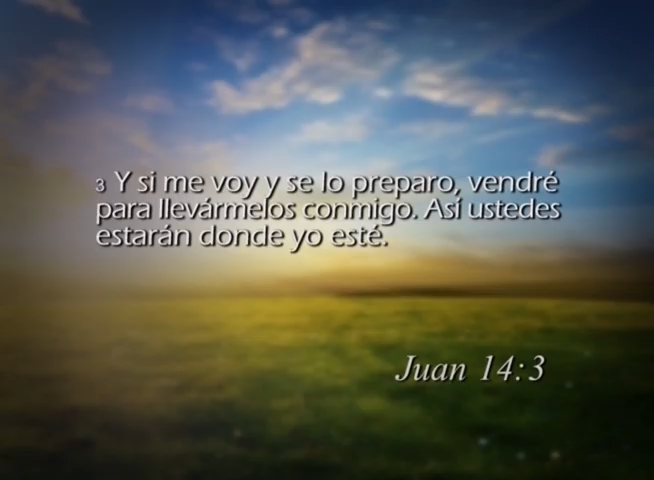 3 Y si me voy y se lo preparo, vendré
para llevármelos conmigo. Así ustedes
estarán donde yo esté.
Juan 14:3